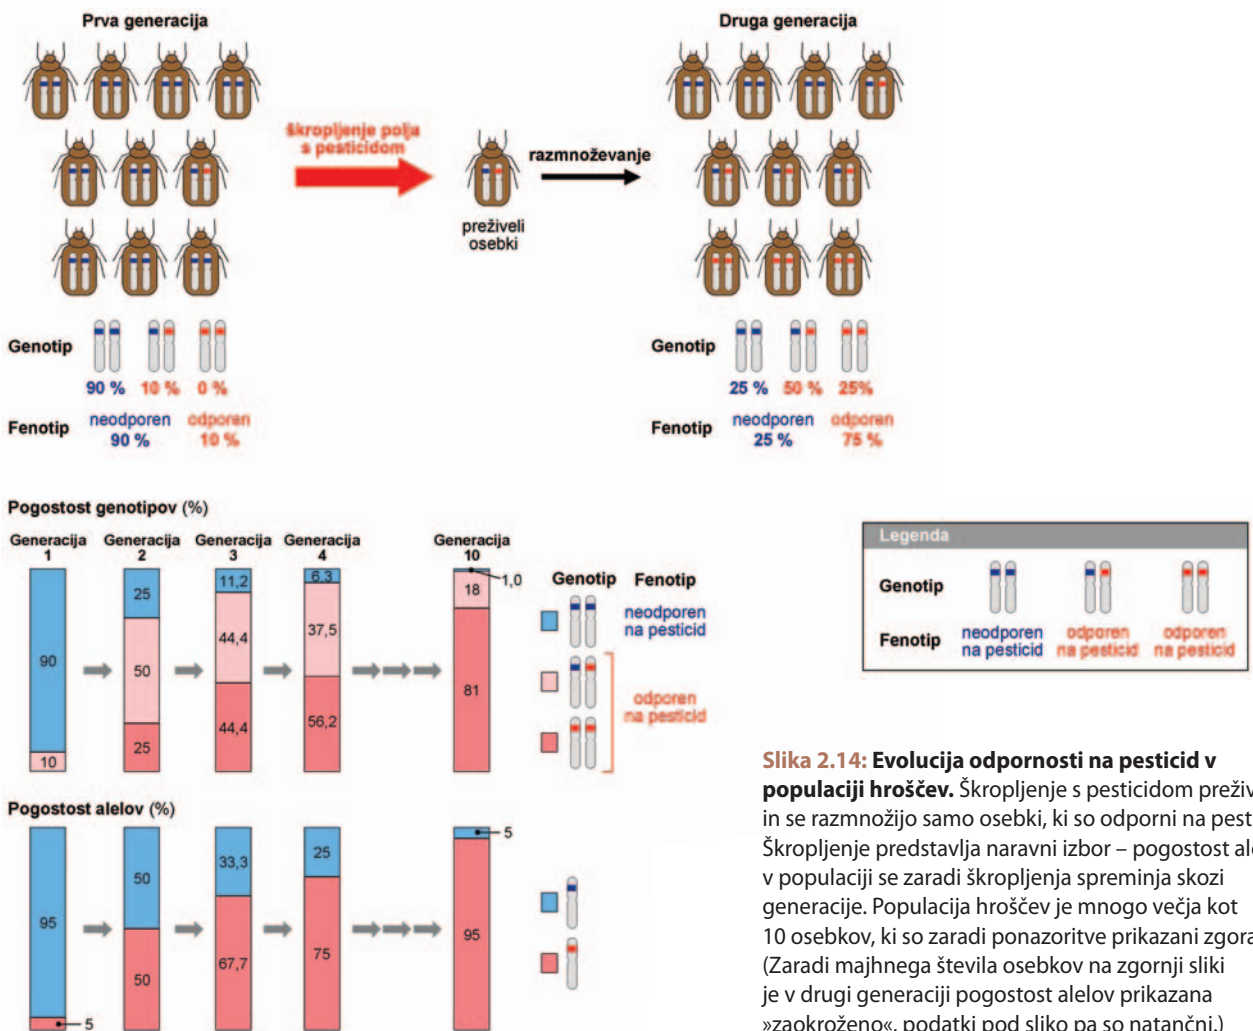 Prva generacija
Druga generacija
škropljenje polja
s pesticidom
preživeli
osebki
razmnoževanje
Genotip
90 % 10 % 0 %
Fenotip
neodporen odporen
90 % 10 %
Genotip
25 % 50 % 25%
Fenotip
neodporen odporen
25 % 75 %
Pogostost genotipov (%)
Generacija Generacija Generacija Generacija Generacija
1 2 3 4 10
90
10
25
50
25
11,2
44,4
44,4
6,3
37,5
56,2
1,0
18
81
Genotip Fenotip
neodporen
na pesticid
odporen
na pesticid
Pogostost alelov (%)
95
5
50
50
33,3
67,7
25
75
5
95
Legenda
Genotip
Fenotip
neodporen odporen odporen
na pesticid na pesticid na pesticid
Slika 2.14: Evolucija odpornosti na pesticid v
populaciji hroščev. Škropljenje s pesticidom
in se razmnožijo samo osebki, ki so odporni na
Škropljenje predstavlja naravni izbor – pogostost
v populaciji se zaradi škropljenja spreminja skozi
generacije. Populacija hroščev je mnogo večja kot
10 osebkov, ki so zaradi ponazoritve prikazani
(Zaradi majhnega števila osebkov na zgornji sliki
je v drugi generaciji pogostost alelov prikazana
»zaokroženo«, podatki pod sliko pa so natančni.)